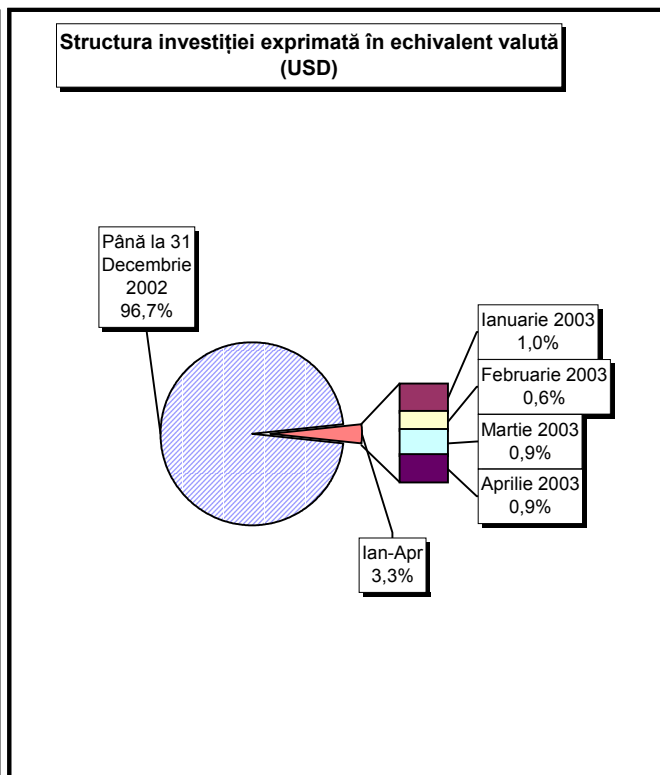 Structura investiției exprimată în echivalent valută
(USD)
Până la 31
Decembrie
2002
96,7%
Ianuarie 2003
1,0%
Februarie 2003
0,6%
Martie 2003
0,9%
Aprilie 2003
0,9%
Ian-Apr
3,3%